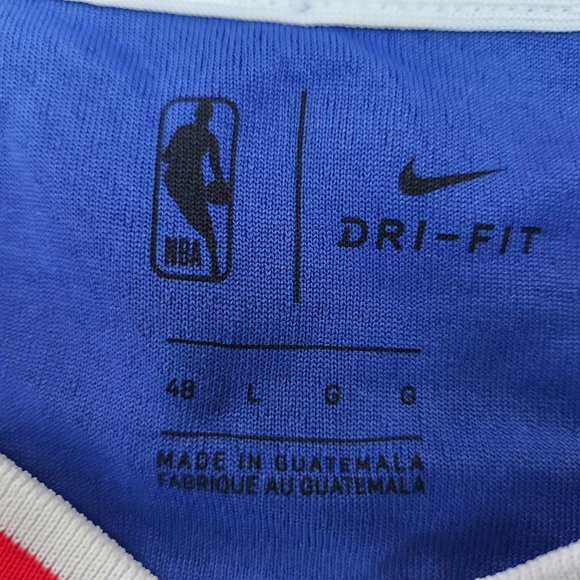 NBA
DRI-FIT
48 L G G
MADE IN GUATEMALA
FABRIQUE AU GUATEMALA